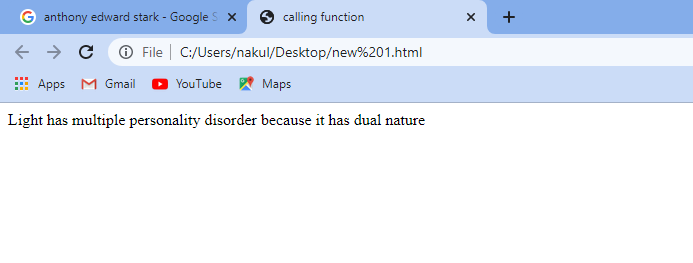 anthony edward stark - Google S
calling function
File | C:/Users/nakul/Desktop/new%201.html
Apps Gmail YouTube Maps
Light has multiple personality disorder because it has dual nature